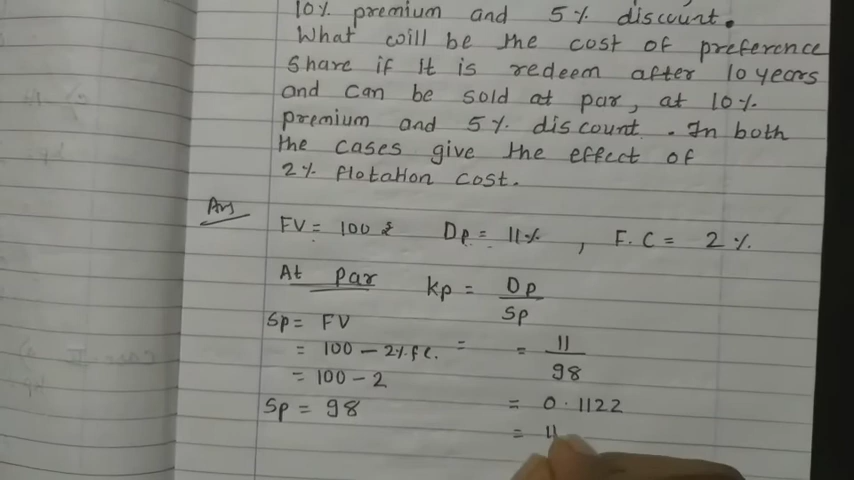 10% premium and 5% discount.
What will be the cost of preference
share if it is redeem after 10 years
and can be sold at par, at 10%
premium and 5% discount. In both
the cases give the effect of
2% flotation cost.
Ans
FV = 100 ₹ Dp = 11% , F.C = 2%.
At Par Kp = Dp / Sp
Sp = FV
= 100 - 2% f.c. = = 11 / 98
= 100 - 2
Sp = 98 = 0.1122
= 11